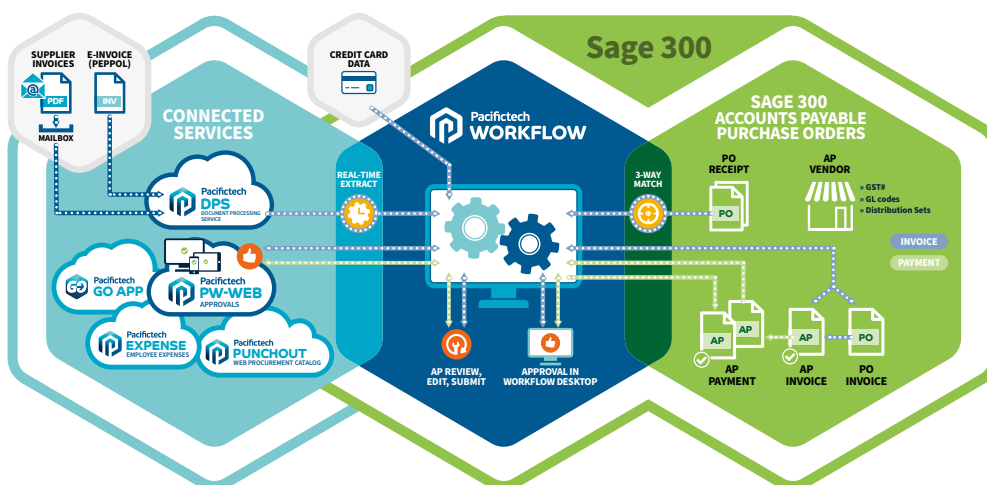 Sage 300
SUPPLIER
INVOICES
@
PDF
MAILBOX
E-INVOICE
(PEPPOL)
INV
CREDIT CARD
DATA
CONNECTED
SERVICES
Pacifictech
DPS
DOCUMENT PROCESSING
SERVICE
Pacifictech
GO APP
GO
Pacifictech
PW-WEB
APPROVALS
Pacifictech
EXPENSE
EMPLOYEE EXPENSES
Pacifictech
PUNCHOUT
WEB PROCUREMENT CATALOG
REAL-TIME
EXTRACT
Pacifictech
WORKFLOW
AP REVIEW,
EDIT, SUBMIT
APPROVAL IN
WORKFLOW DESKTOP
3-WAY
MATCH
SAGE 300
ACCOUNTS PAYABLE
PURCHASE ORDERS
PO
RECEIPT
PO
AP
VENDOR
» GST#
» GL codes
» Distribution Sets
INVOICE
PAYMENT
AP
AP
AP
PAYMENT
AP
AP
INVOICE
PO
PO
INVOICE